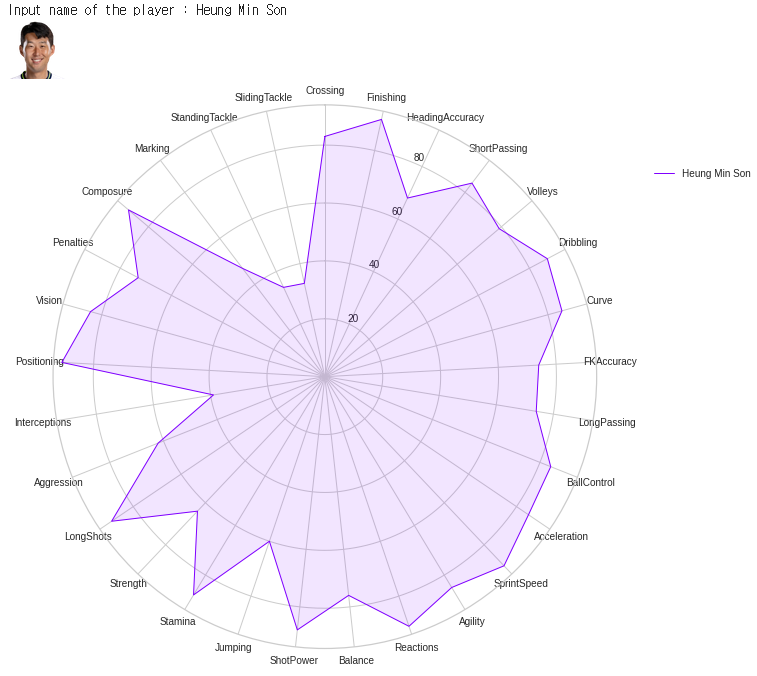 Input name of the player : Heung Min Son
Crossing
SlidingTackle
Finishing
StandingTackle
HeadingAccuracy
Marking
80
ShortPassing
Heung Min Son
Composure
Volleys
60
Penalties
Dribbling
40
Vision
Curve
20
Positioning
FKAccuracy
Interceptions
LongPassing
Aggression
BallControl
LongShots
Acceleration
Strength
SprintSpeed
Stamina
Agility
Jumping
Reactions
ShotPower
Balance